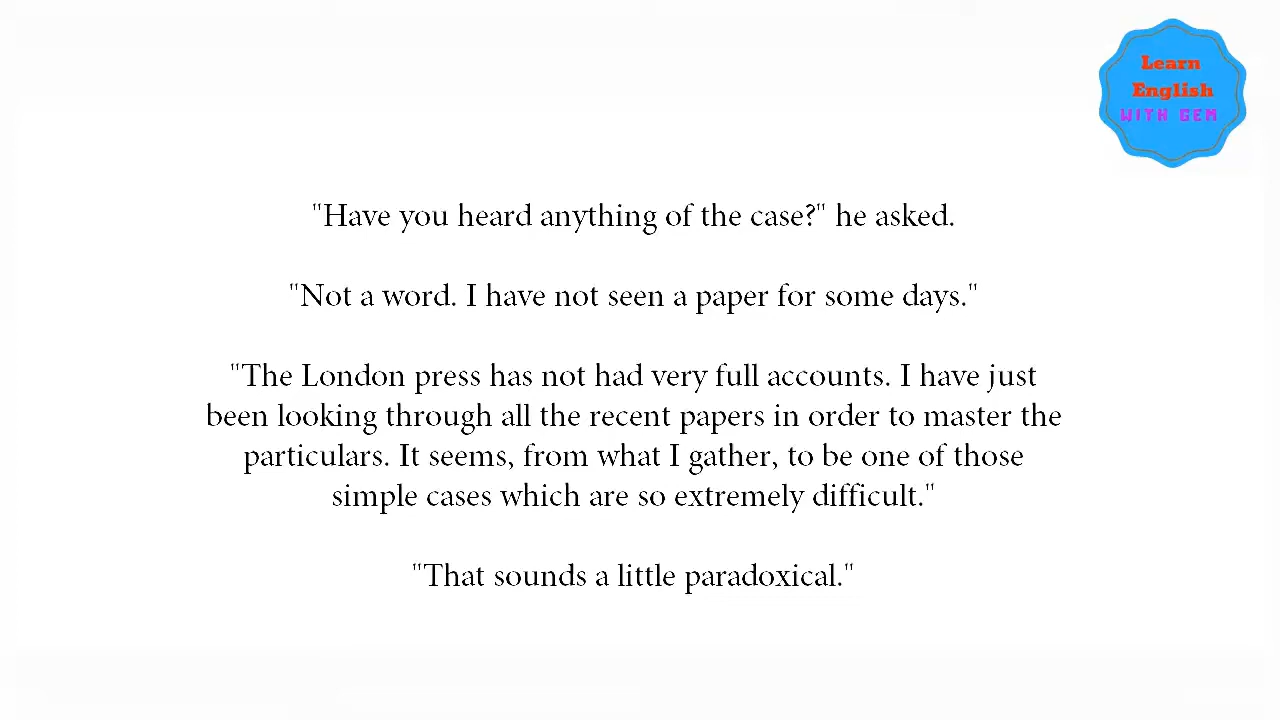 Learn
English
WITH GEM
"Have you heard anything of the case?" he asked.
"Not a word. I have not seen a paper for some days."
"The London press has not had very full accounts. I have just
been looking through all the recent papers in order to master the
particulars. It seems, from what I gather, to be one of those
simple cases which are so extremely difficult."
"That sounds a little paradoxical."